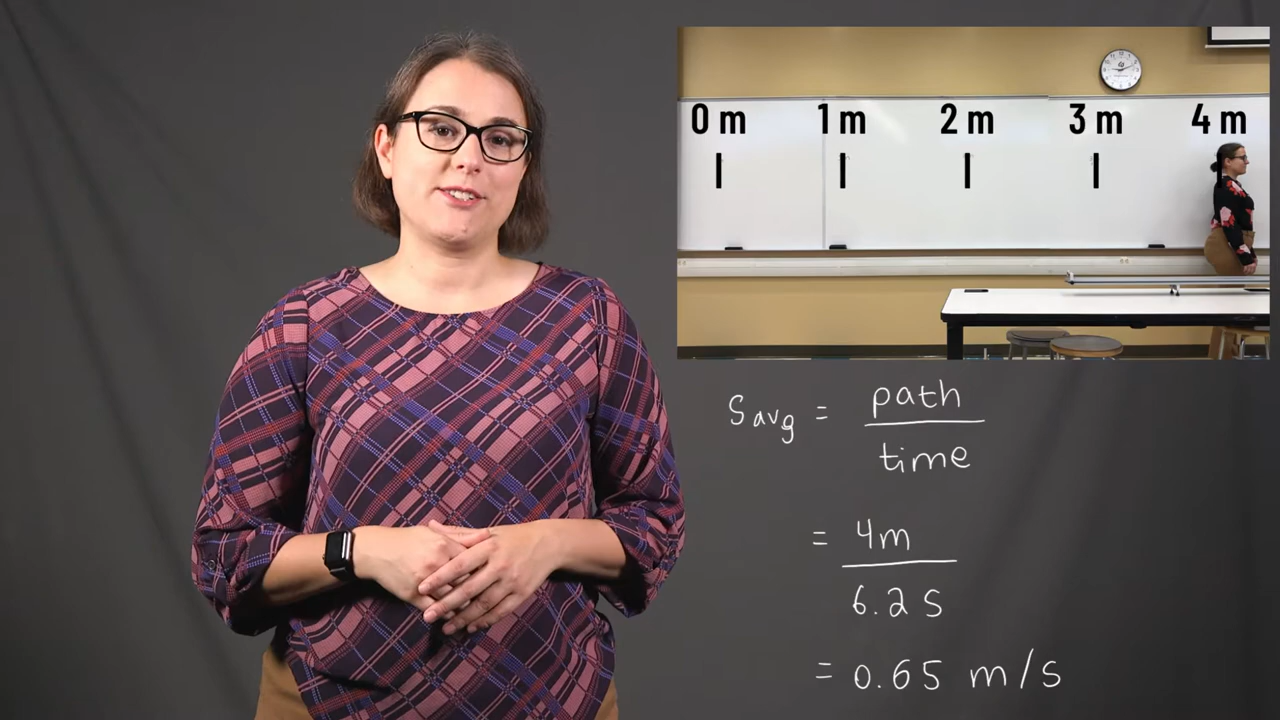 0 m 1 m 2 m 3 m 4 m
Savg = path
time
= 4m
6.2 s
= 0.65 m/s